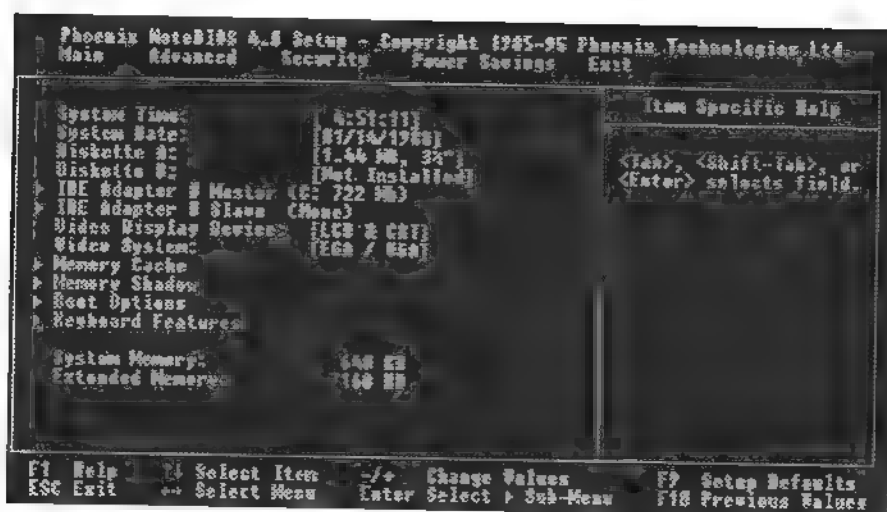 Phoenix NoteBIOS 4.0 Setup - Copyright 1985-95 Phoenix Technologies Ltd.
Main Advanced Security Power Savings Exit
Item Specific Help
System Time:
System Date:
Diskette A: [1.44 MB, 3½"]
Diskette B: [Not Installed]
<Tab>, <Shift-Tab>, or
<Enter> selects field.
▶ IDE Adapter 0 Master (C: 722 Mb)
▶ IDE Adapter 0 Slave (None)
Video Display Device: [LCD & CRT]
Video System: [EGA / VGA]
▶ Memory Cache
▶ Memory Shadow
▶ Boot Options
▶ Keyboard Features
System Memory: 640 KB
Extended Memory: KB
F1 Help ↑↓ Select Item -/+ Change Values F9 Setup Defaults
ESC Exit ↔ Select Menu Enter Select ▶ Sub-Menu F10 Previous Values